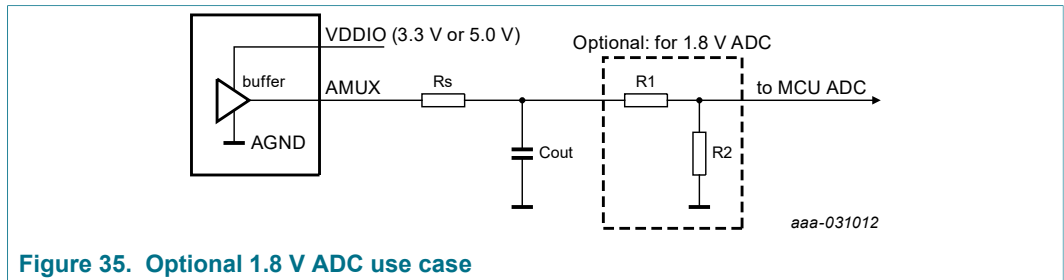 VDDIO (3.3 V or 5.0 V)
Optional: for 1.8 V ADC
buffer
AMUX
Rs
R1
to MCU ADC
AGND
Cout
R2
aaa-031012
Figure 35. Optional 1.8 V ADC use case